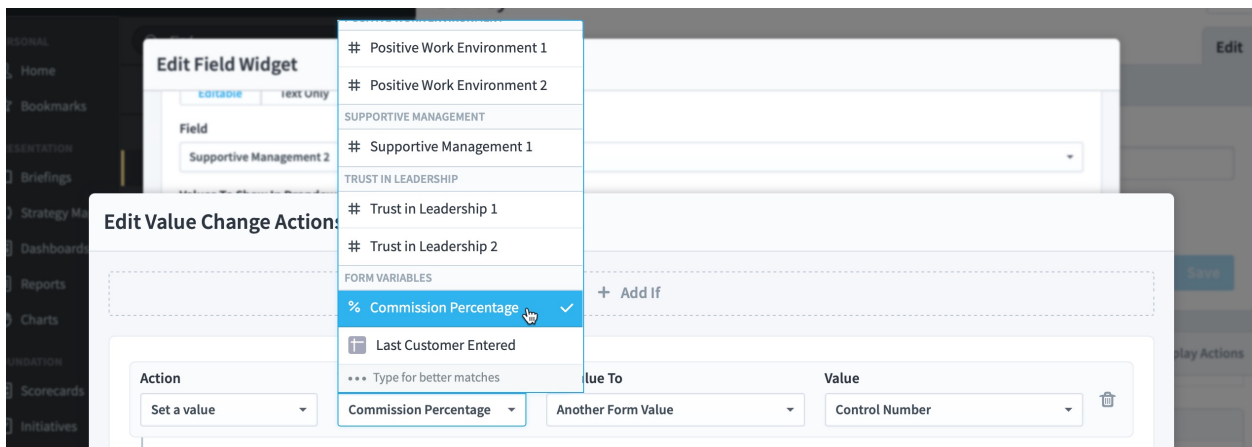 Edit
Home
Bookmarks
Briefings
Strategy Ma
Dashboards
Reports
Charts
Scorecards
Initiatives
Edit Field Widget
Editable Text Only
Field
Supportive Management 2
Save
play Actions
Edit Value Change Actions
+ Add If
# Positive Work Environment 1
# Positive Work Environment 2
SUPPORTIVE MANAGEMENT
# Supportive Management 1
TRUST IN LEADERSHIP
# Trust in Leadership 1
# Trust in Leadership 2
FORM VARIABLES
% Commission Percentage
Last Customer Entered
••• Type for better matches
Action lue To Value
Set a value Commission Percentage Another Form Value Control Number